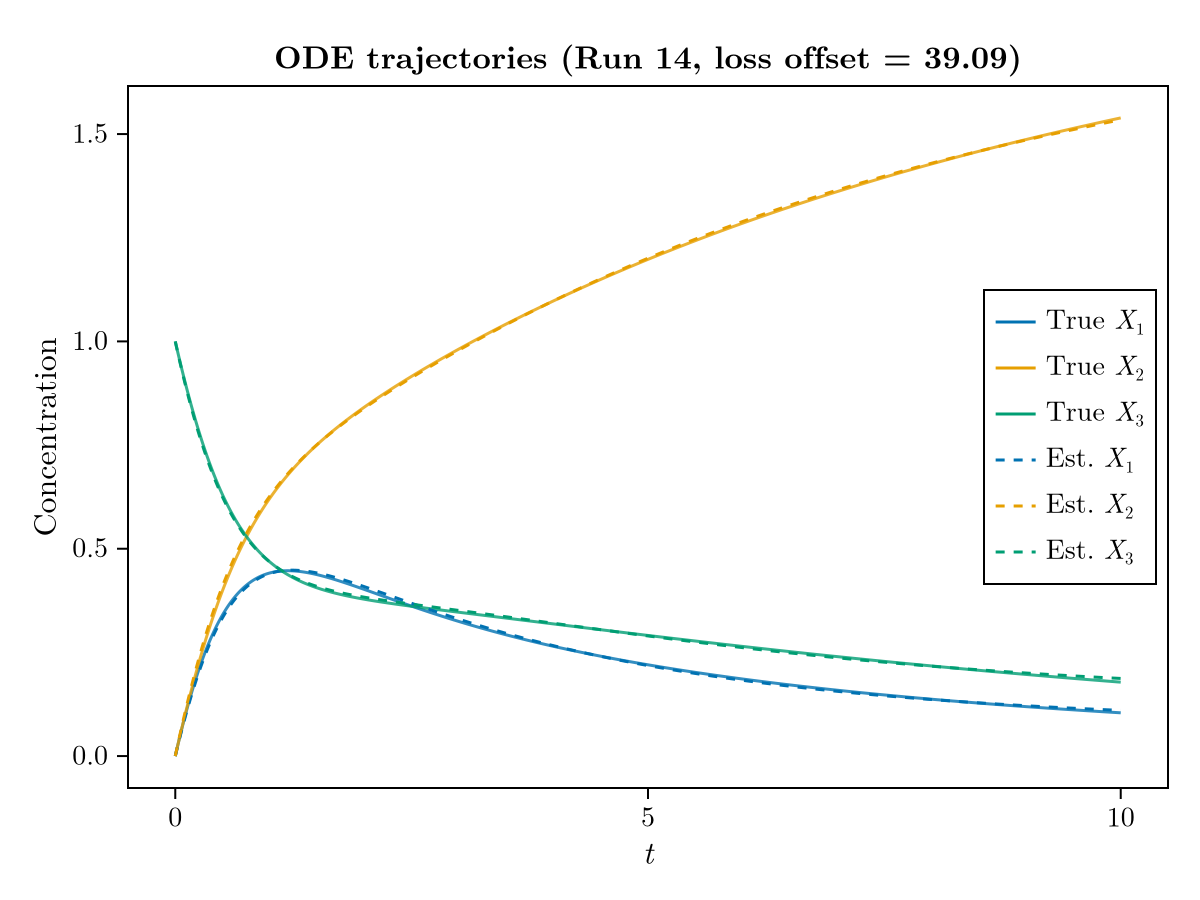 ODE trajectories (Run 14, loss offset = 39.09)
1.5
1.0
0.5
0.0
Concentration
True X₁
True X₂
True X₃
Est. X₁
Est. X₂
Est. X₃
0 5 10
t